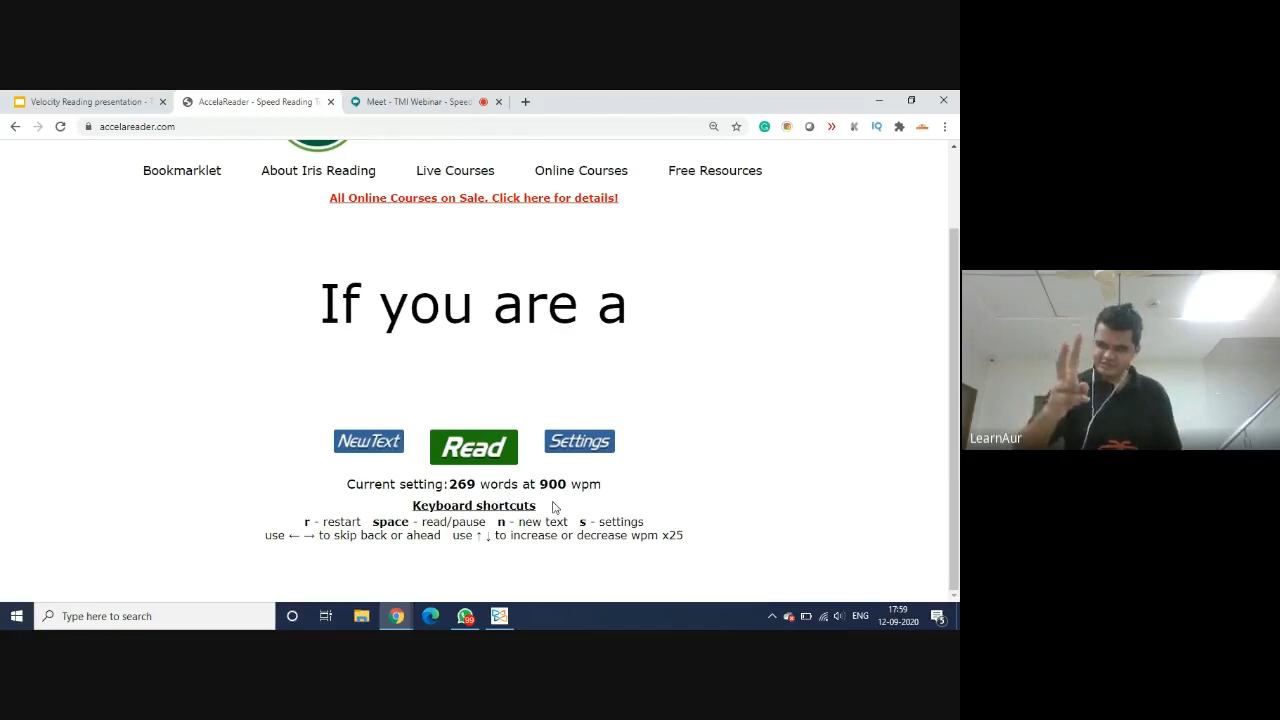 Velocity Reading presentation - T
AccelaReader - Speed Reading T
Meet - TMI Webinar - Speed
accelareader.com
Bookmarklet About Iris Reading Live Courses Online Courses Free Resources
All Online Courses on Sale. Click here for details!
If you are a
NewText Read Settings
Current setting:269 words at 900 wpm
Keyboard shortcuts
r - restart space - read/pause n - new text s - settings
use ← → to skip back or ahead use ↑ ↓ to increase or decrease wpm x25
LearnAur
Type here to search
99
ENG
17:59
12-09-2020
5